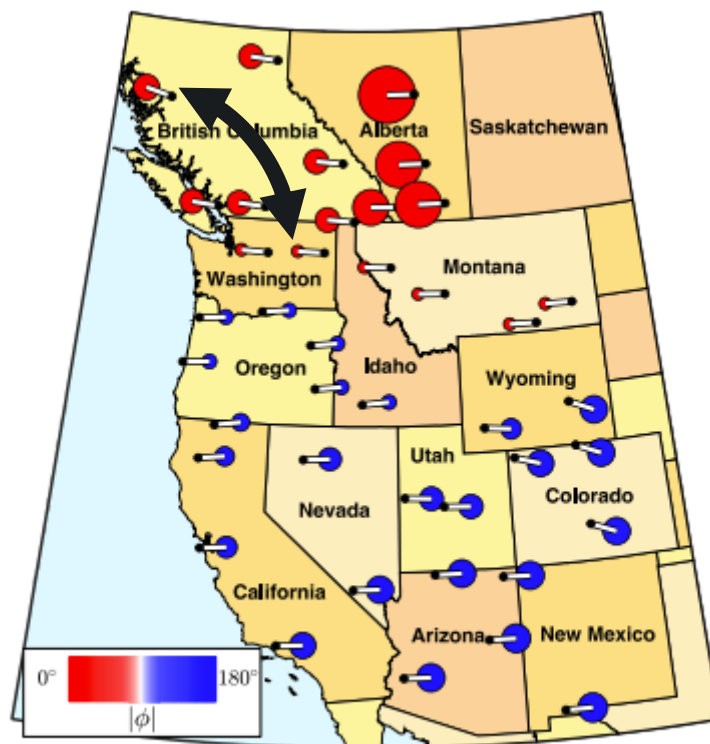 British Columbia
Alberta
Saskatchewan
Washington
Montana
Oregon
Idaho
Wyoming
Utah
Nevada
Colorado
California
Arizona
New Mexico
0° 180°
|ϕ|